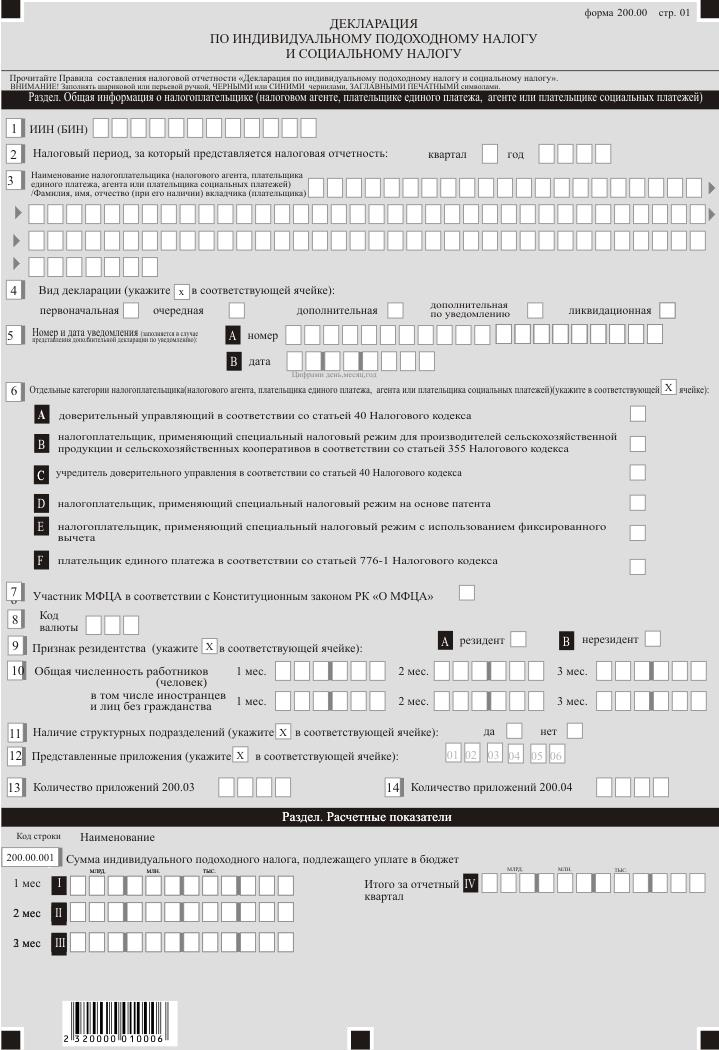 форма 200.00 стр. 01
ДЕКЛАРАЦИЯ
ПО ИНДИВИДУАЛЬНОМУ ПОДОХОДНОМУ НАЛОГУ
И СОЦИАЛЬНОМУ НАЛОГУ
Прочитайте Правила составления налоговой отчетности «Декларация по индивидуальному подоходному налогу и социальному налогу».
ВНИМАНИЕ! Заполнять шариковой или перьевой ручкой, ЧЕРНЫМИ или СИНИМИ чернилами, ЗАГЛАВНЫМИ ПЕЧАТНЫМИ символами.
Раздел. Общая информация о налогоплательщике (налоговом агенте, плательщике единого платежа, агенте или плательщике социальных платежей)
1 ИИН (БИН)
2 Налоговый период, за который представляется налоговая отчетность: квартал год
3 Наименование налогоплательщика (налогового агента, плательщика
единого платежа, агента или плательщика социальных платежей)
/Фамилия, имя, отчество (при его наличии) вкладчика (плательщика)
4 Вид декларации (укажите x в соответствующей ячейке):
первоначальная очередная дополнительная дополнительная по уведомлению ликвидационная
5 Номер и дата уведомления (заполняется в случае
представления дополнительной декларации по уведомлению):
A номер
B дата
Цифрами день,месяц,год
6 Отдельные категории налогоплательщика(налогового агента, плательщика единого платежа, агента или плательщика социальных платежей)(укажите в соответствующей X ячейке):
A доверительный управляющий в соответствии со статьей 40 Налогового кодекса
B налогоплательщик, применяющий специальный налоговый режим для производителей сельскохозяйственной
продукции и сельскохозяйственных кооперативов в соответствии со статьей 355 Налогового кодекса
C учредитель доверительного управления в соответствии со статьей 40 Налогового кодекса
D налогоплательщик, применяющий специальный налоговый режим на основе патента
E налогоплательщик, применяющий специальный налоговый режим с использованием фиксированного
вычета
F плательщик единого платежа в соответствии со статьей 776-1 Налогового кодекса
7 Участник МФЦА в соответствии с Конституционным законом РК «О МФЦА»
8 Код
валюты
9 Признак резидентства (укажите X в соответствующей ячейке): A резидент B нерезидент
10 Общая численность работников 1 мес. 2 мес. 3 мес.
(человек)
в том числе иностранцев
и лиц без гражданства 1 мес. 2 мес. 3 мес.
11 Наличие структурных подразделений (укажите X в соответствующей ячейке): да нет
12 Представленные приложения (укажите X в соответствующей ячейке): 01 02 03 04 05 06
13 Количество приложений 200.03 14 Количество приложений 200.04
Раздел. Расчетные показатели
Код строки Наименование
200.00.001 Сумма индивидуального подоходного налога, подлежащего уплате в бюджет
млрд. млн. тыс. млрд. млн. тыс.
1 мес I Итого за отчетный IV
квартал
2 мес II
3 мес III
2 320000 010006